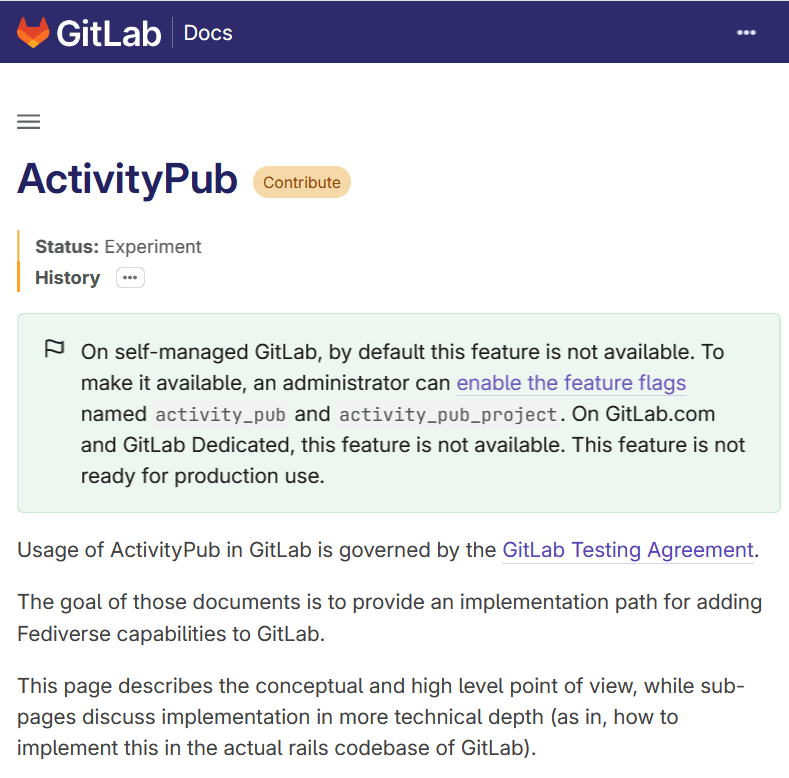 GitLab Docs
ActivityPub Contribute
Status: Experiment
History
On self-managed GitLab, by default this feature is not available. To
make it available, an administrator can enable the feature flags
named activity_pub and activity_pub_project. On GitLab.com
and GitLab Dedicated, this feature is not available. This feature is not
ready for production use.
Usage of ActivityPub in GitLab is governed by the GitLab Testing Agreement.
The goal of those documents is to provide an implementation path for adding
Fediverse capabilities to GitLab.
This page describes the conceptual and high level point of view, while sub-
pages discuss implementation in more technical depth (as in, how to
implement this in the actual rails codebase of GitLab).